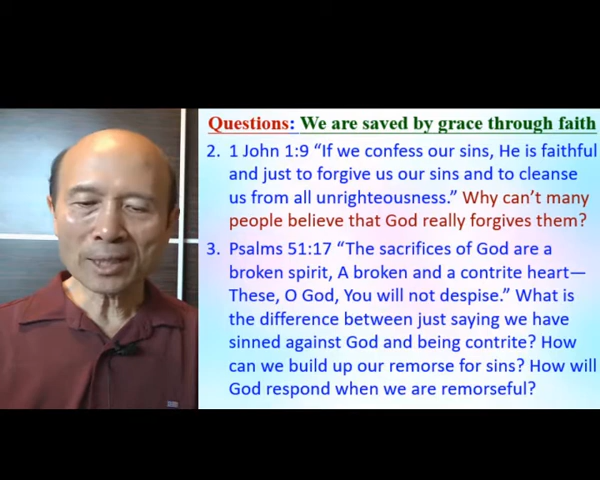 Questions: We are saved by grace through faith
2. 1 John 1:9 “If we confess our sins, He is faithful
and just to forgive us our sins and to cleanse
us from all unrighteousness.” Why can’t many
people believe that God really forgives them?
3. Psalms 51:17 “The sacrifices of God are a
broken spirit, A broken and a contrite heart—
These, O God, You will not despise.” What is
the difference between just saying we have
sinned against God and being contrite? How
can we build up our remorse for sins? How will
God respond when we are remorseful?